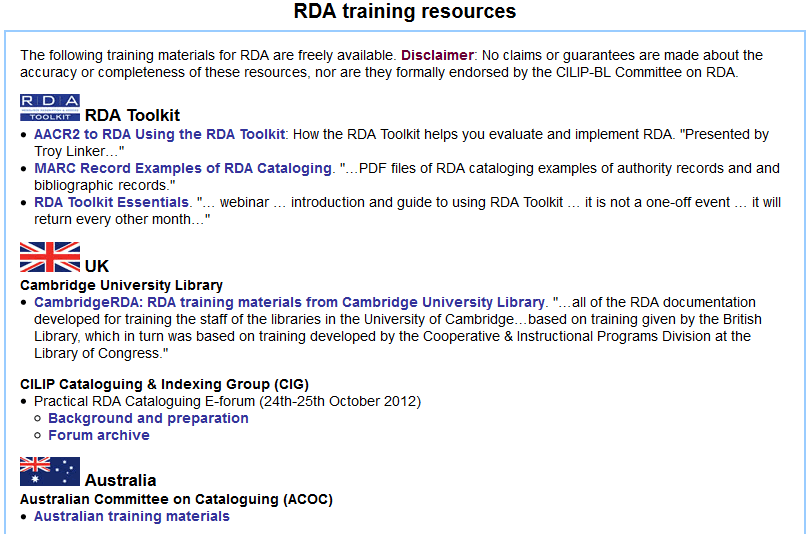 RDA training resources
The following training materials for RDA are freely available. Disclaimer: No claims or guarantees are made about the
accuracy or completeness of these resources, nor are they formally endorsed by the CILIP-BL Committee on RDA.
RDA
TOOLKIT
RDA Toolkit
• AACR2 to RDA Using the RDA Toolkit: How the RDA Toolkit helps you evaluate and implement RDA. "Presented by
Troy Linker…"
• MARC Record Examples of RDA Cataloging. "…PDF files of RDA cataloging examples of authority records and and
bibliographic records."
• RDA Toolkit Essentials. "… webinar … introduction and guide to using RDA Toolkit … it is not a one-off event … it will
return every other month…"
UK
Cambridge University Library
• CambridgeRDA: RDA training materials from Cambridge University Library. "…all of the RDA documentation
developed for training the staff of the libraries in the University of Cambridge…based on training given by the British
Library, which in turn was based on training developed by the Cooperative & Instructional Programs Division at the
Library of Congress."
CILIP Cataloguing & Indexing Group (CIG)
• Practical RDA Cataloguing E-forum (24th-25th October 2012)
○ Background and preparation
○ Forum archive
Australia
Australian Committee on Cataloguing (ACOC)
• Australian training materials